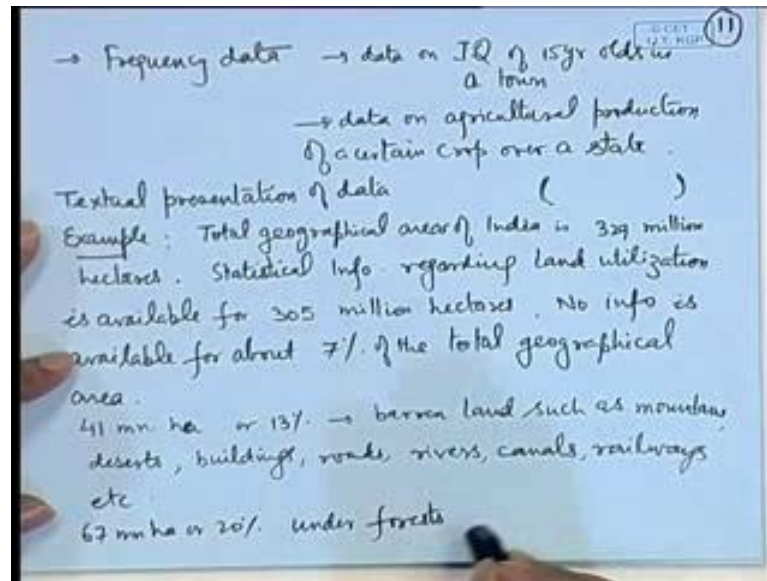 11
→ Frequency data → data on IQ of 15yr olds in
a town
→ data on agricultural production
of a certain crop over a state.
Textual presentation of data ( )
Example : Total geographical area of India is 329 million
hectares. Statistical Info. regarding Land utilization
is available for 305 million hectares. No info is
available for about 7%. of the total geographical
area.
41 mn ha or 13% → barren land such as mountains,
deserts, buildings, roads, rivers, canals, railways
etc
67 mn ha or 20% under forests